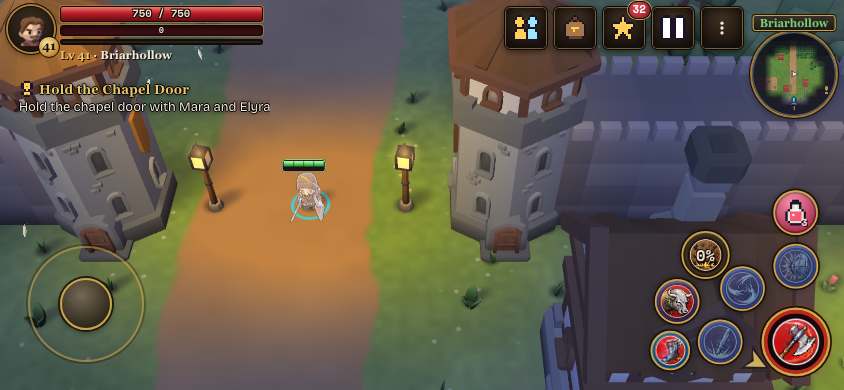 750 / 750
0
41
Lv 41 · Briarhollow
Hold the Chapel Door
Hold the chapel door with Mara and Elyra
32
Briarhollow
3
0%